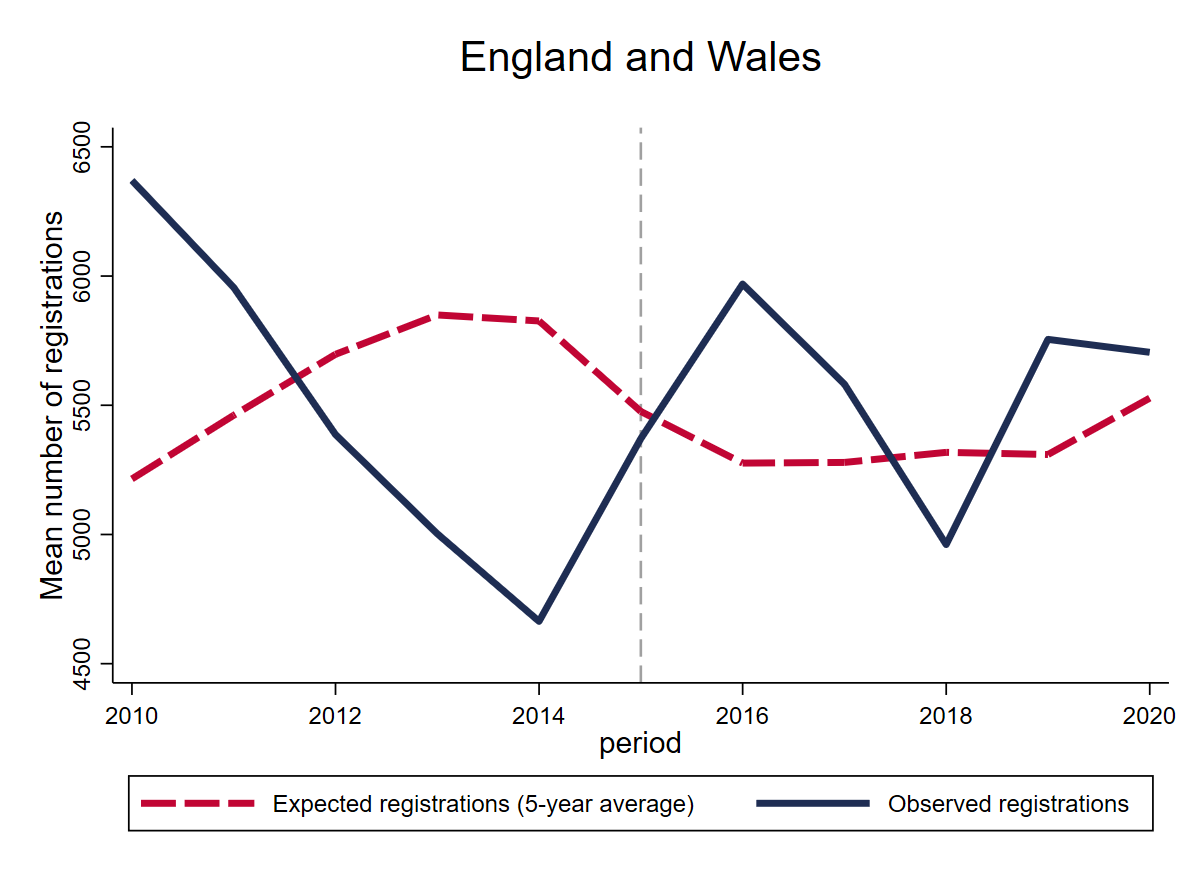 England and Wales
Mean number of registrations
6500
6000
5500
5000
4500
2010 2012 2014 2016 2018 2020
period
Expected registrations (5-year average) Observed registrations